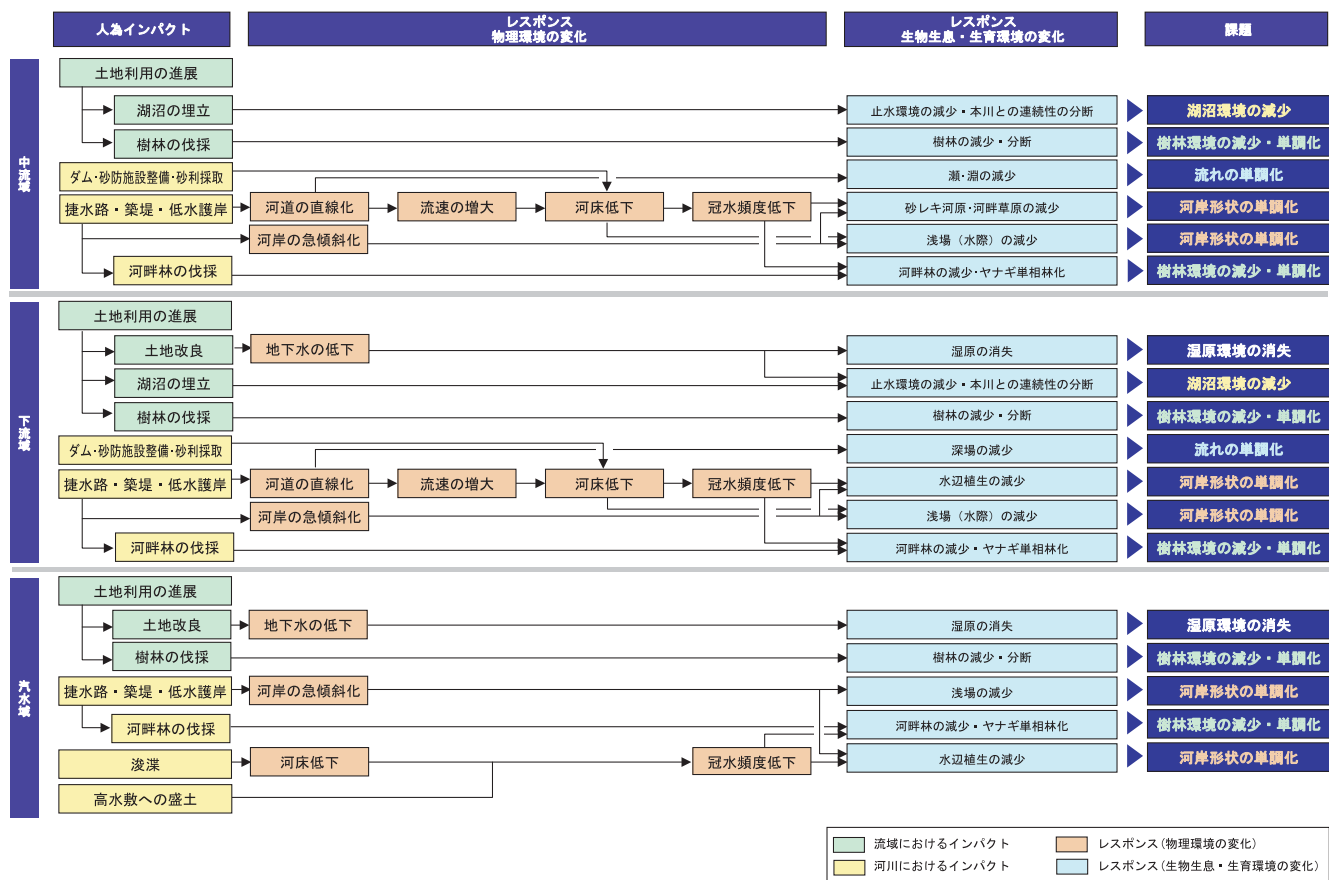 人為インパクト
レスポンス
物理環境の変化
レスポンス
生物生息・生育環境の変化
課題
中流域
土地利用の進展
湖沼の埋立
止水環境の減少・本川との連続性の分断
湖沼環境の減少
樹林の伐採
樹林の減少・分断
樹林環境の減少・単調化
ダム・砂防施設整備・砂利採取
瀬・淵の減少
流れの単調化
捷水路・築堤・低水護岸
河道の直線化
流速の増大
河床低下
冠水頻度低下
砂レキ河原・河畔草原の減少
河岸形状の単調化
河岸の急傾斜化
浅場（水際）の減少
河岸形状の単調化
河畔林の伐採
河畔林の減少・ヤナギ単相林化
樹林環境の減少・単調化
下流域
土地利用の進展
土地改良
地下水の低下
湿原の消失
湿原環境の消失
湖沼の埋立
止水環境の減少・本川との連続性の分断
湖沼環境の減少
樹林の伐採
樹林の減少・分断
樹林環境の減少・単調化
ダム・砂防施設整備・砂利採取
深場の減少
流れの単調化
捷水路・築堤・低水護岸
河道の直線化
流速の増大
河床低下
冠水頻度低下
水辺植生の減少
河岸形状の単調化
河岸の急傾斜化
浅場（水際）の減少
河岸形状の単調化
河畔林の伐採
河畔林の減少・ヤナギ単相林化
樹林環境の減少・単調化
汽水域
土地利用の進展
土地改良
地下水の低下
湿原の消失
湿原環境の消失
樹林の伐採
樹林の減少・分断
樹林環境の減少・単調化
捷水路・築堤・低水護岸
河岸の急傾斜化
浅場の減少
河岸形状の単調化
河畔林の伐採
河畔林の減少・ヤナギ単相林化
樹林環境の減少・単調化
浚渫
河床低下
冠水頻度低下
水辺植生の減少
河岸形状の単調化
高水敷への盛土
流域におけるインパクト
レスポンス(物理環境の変化)
河川におけるインパクト
レスポンス(生物生息・生育環境の変化)